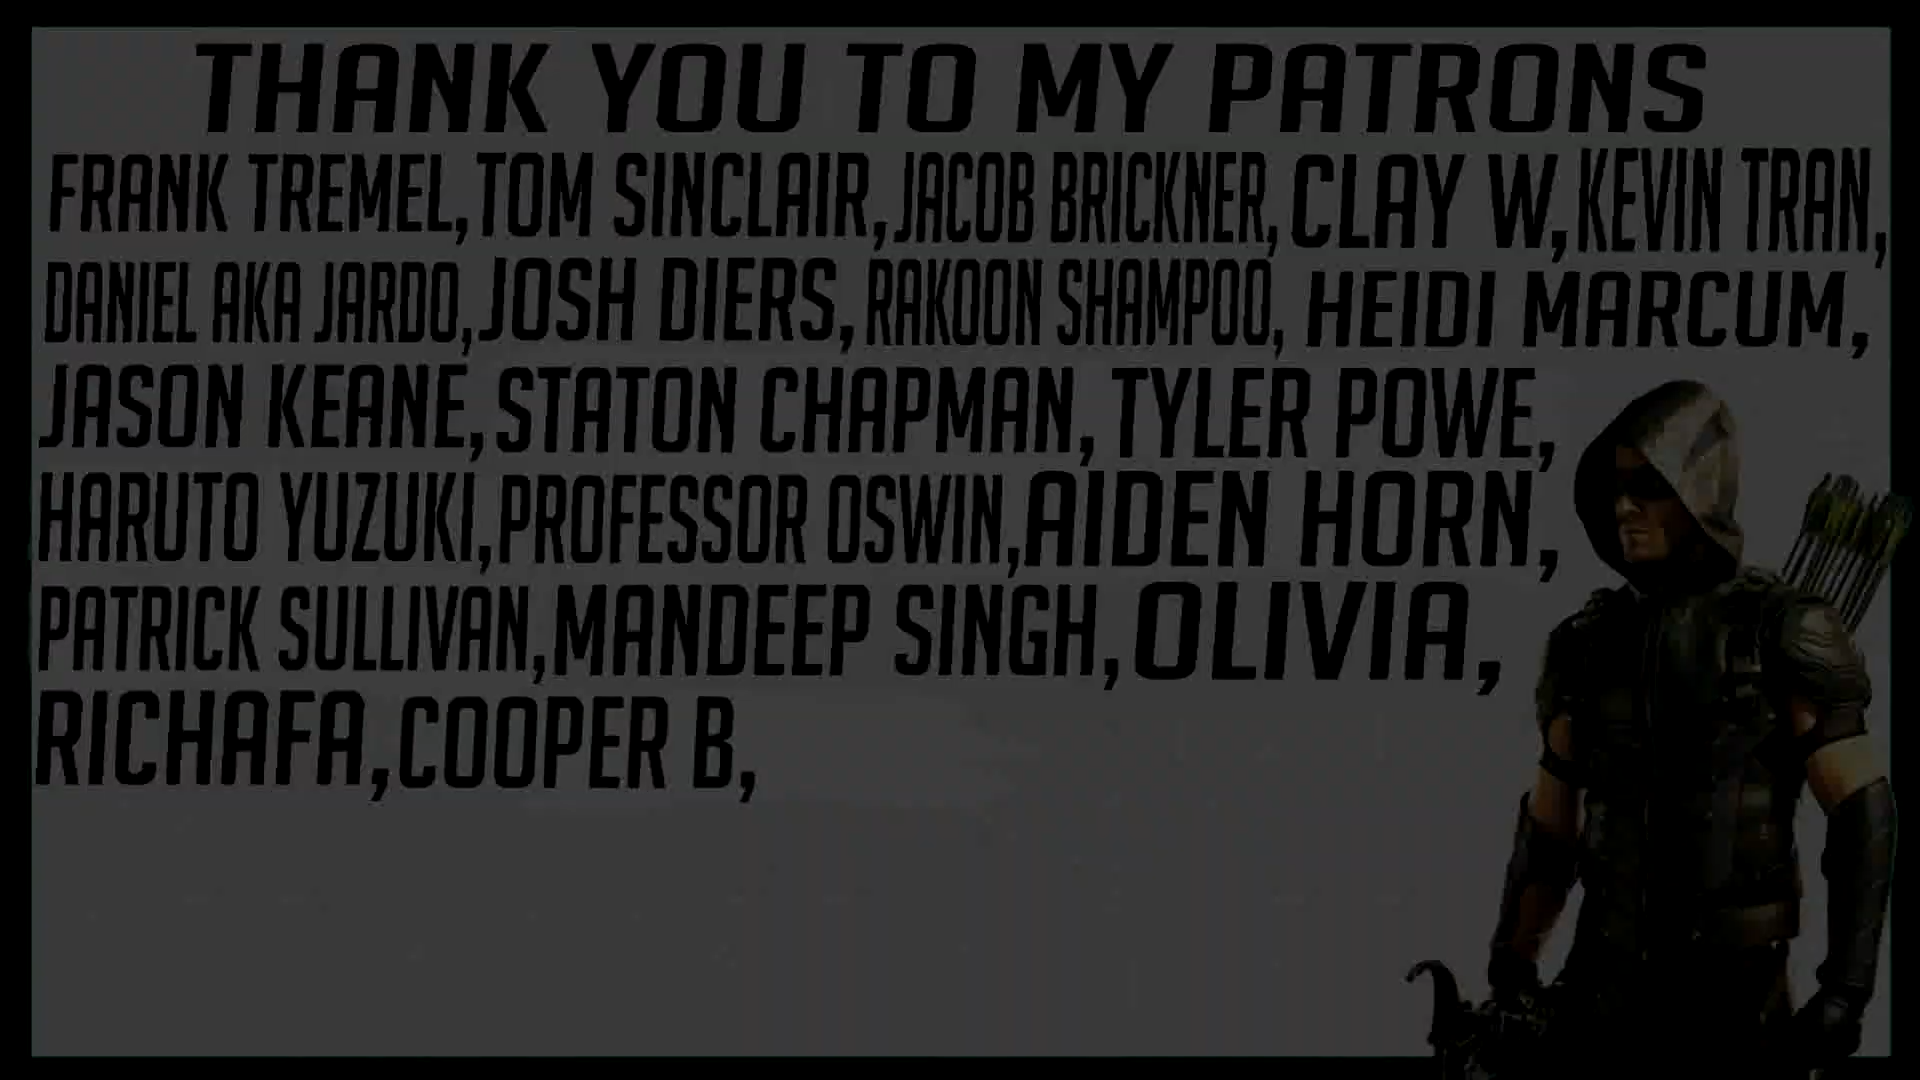 THANK YOU TO MY PATRONS
FRANK TREMEL, TOM SINCLAIR, JACOB BRICKNER, CLAY W, KEVIN TRAN,
DANIEL AKA JARDO, JOSH DIERS, RAKOON SHAMPOO, HEIDI MARCUM,
JASON KEANE, STATON CHAPMAN, TYLER POWE,
HARUTO YUZUKI, PROFESSOR OSWIN, AIDEN HORN,
PATRICK SULLIVAN, MANDEEP SINGH, OLIVIA,
RICHAFA, COOPER B,